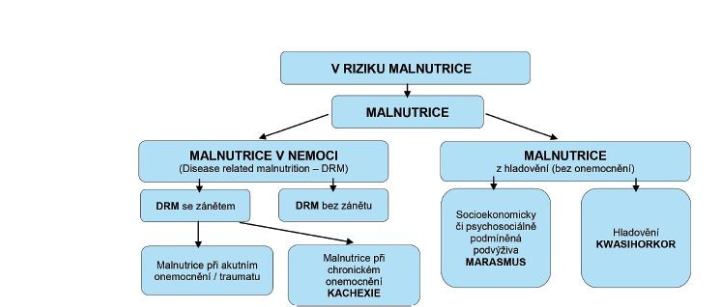 V RIZIKU MALNUTRICE
MALNUTRICE
MALNUTRICE V NEMOCI
(Disease related malnutrition – DRM)
MALNUTRICE
z hladovění (bez onemocnění)
DRM se zánětem
DRM bez zánětu
Socioekonomicky
či psychosociálně
podmíněná
podvýživa
MARASMUS
Hladovění
KWASIHORKOR
Malnutrice při akutním
onemocnění / traumatu
Malnutrice při
chronickém
onemocnění
KACHEXIE